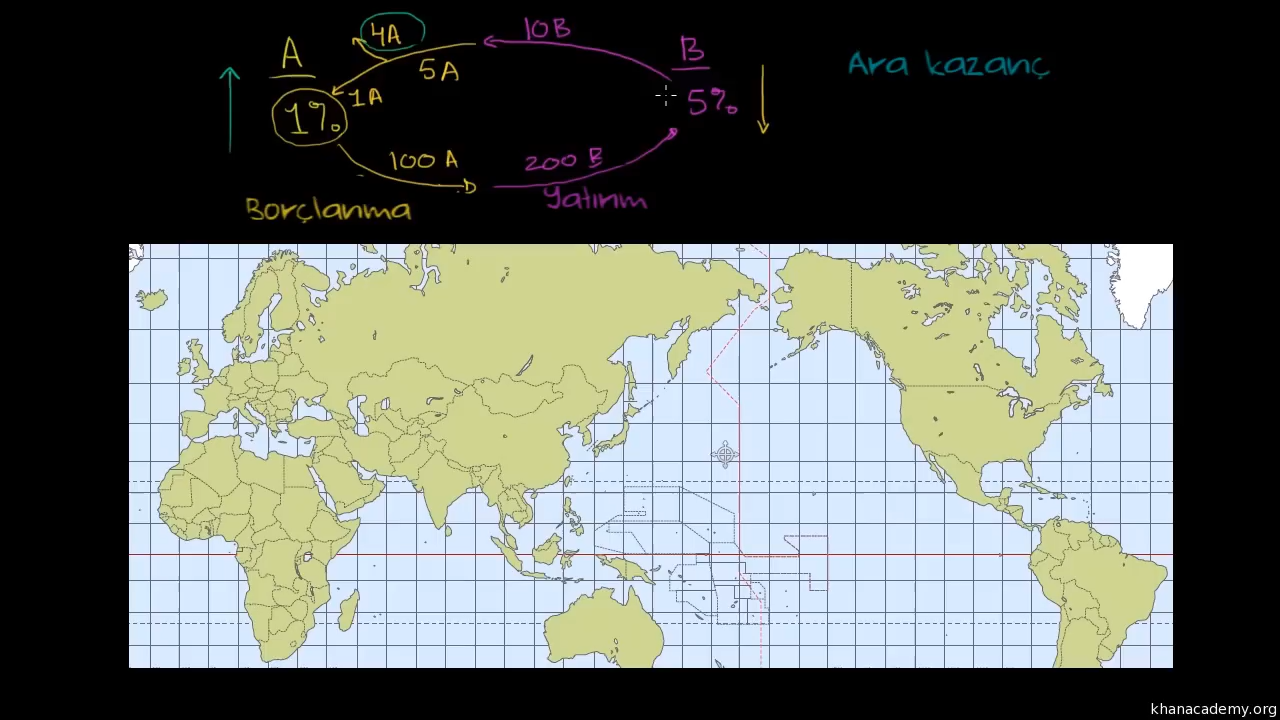 10B
4A
A
B
5A
Ara kazanç
1A
5%
1%
100 A
200 B
Yatırım
Borçlanma
khanacademy.org